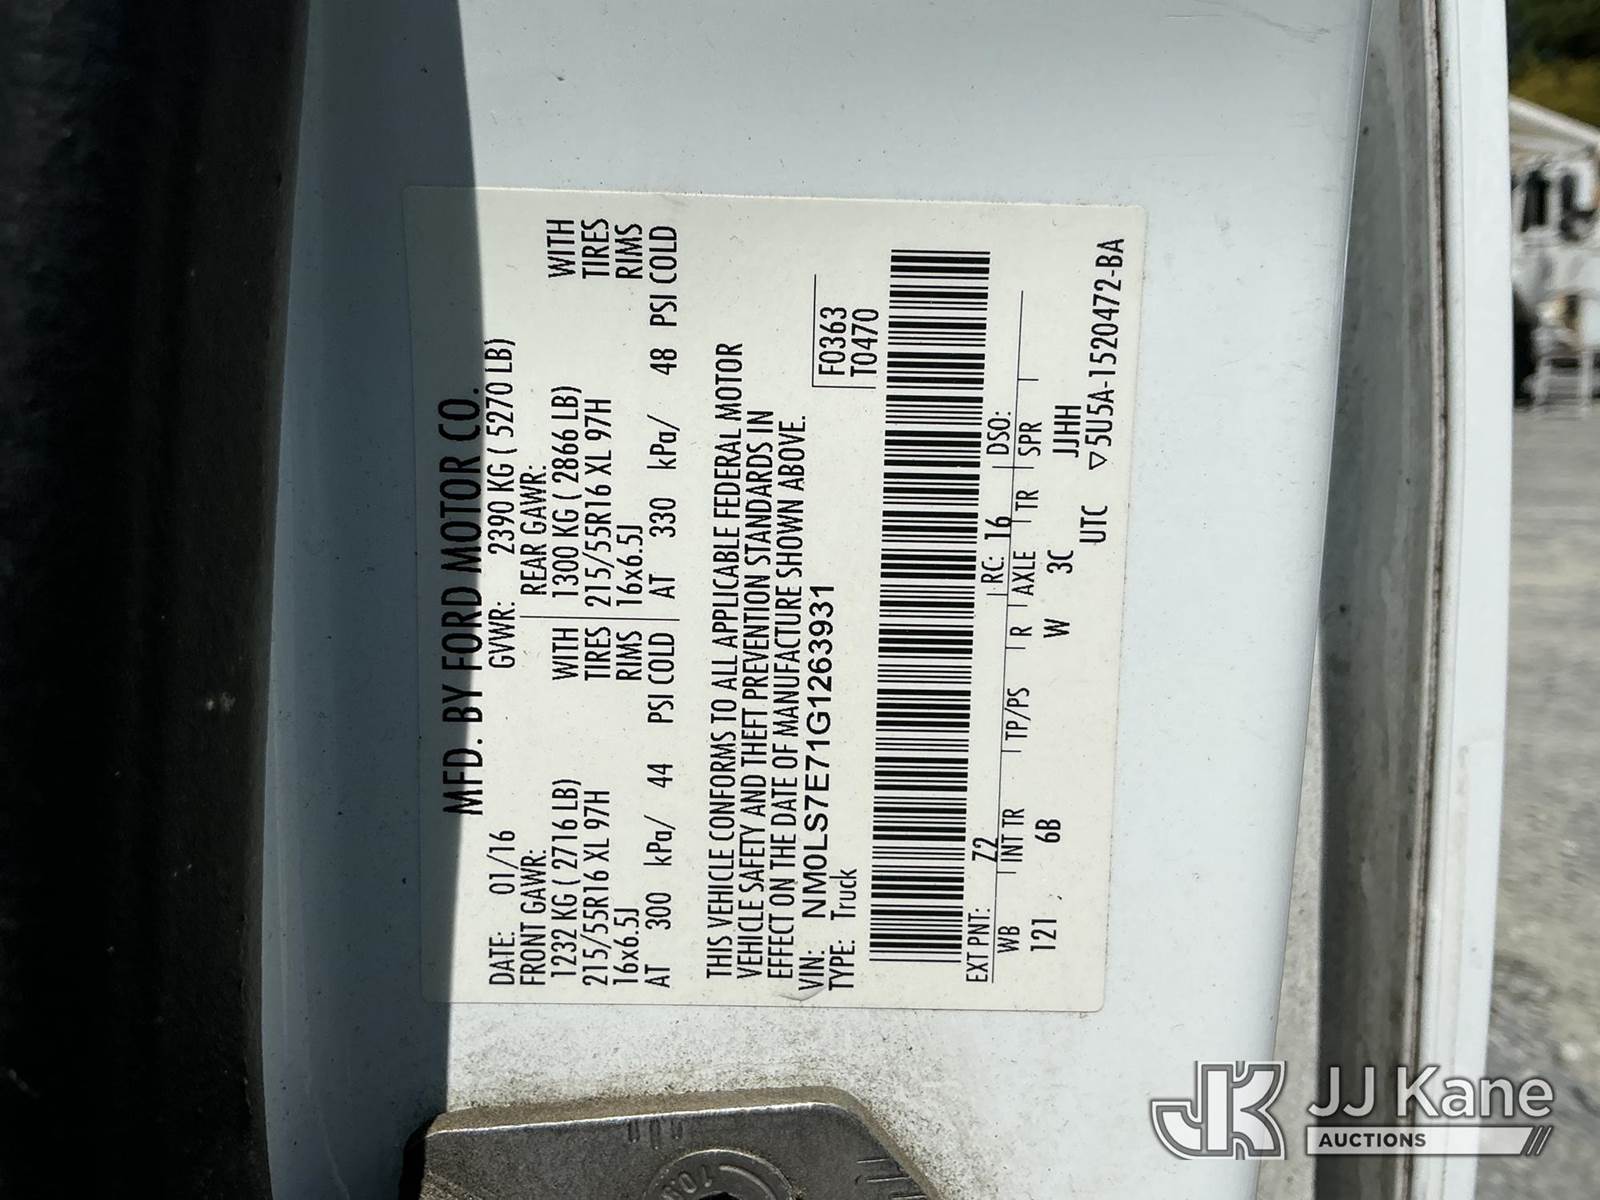 MFD. BY FORD MOTOR CO.
DATE: 01/16 GVWR: 2390 KG ( 5270 LB)
FRONT GAWR: REAR GAWR:
1232 KG ( 2716 LB) WITH 1300 KG ( 2866 LB) WITH
215/55R16 XL 97H TIRES 215/55R16 XL 97H TIRES
16x6.5J RIMS 16x6.5J RIMS
AT 300 kPa/ 44 PSI COLD AT 330 kPa/ 48 PSI COLD
THIS VEHICLE CONFORMS TO ALL APPLICABLE FEDERAL MOTOR
VEHICLE SAFETY AND THEFT PREVENTION STANDARDS IN
EFFECT ON THE DATE OF MANUFACTURE SHOWN ABOVE.
VIN: NM0LS7E71G1263931 F0363
TYPE: Truck T0470
EXT PNT: Z2 RC: 16 DSO:
WB INT TR TP/PS R AXLE TR SPR
121 6B W 3C JJHH
UTC ▽5U5A-1520472-BA
JJ Kane
AUCTIONS